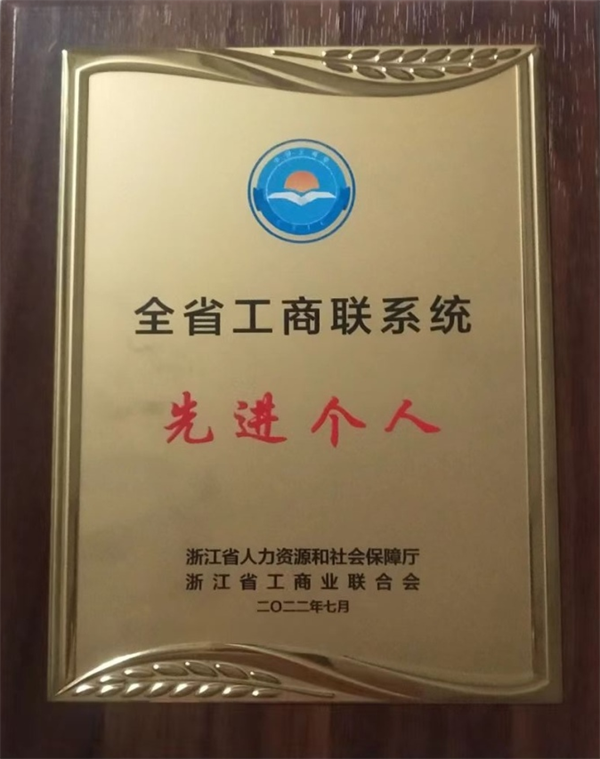 全省工商联系统
先进个人
浙江省人力资源和社会保障厅
浙江省工商业联合会
二〇二二年七月